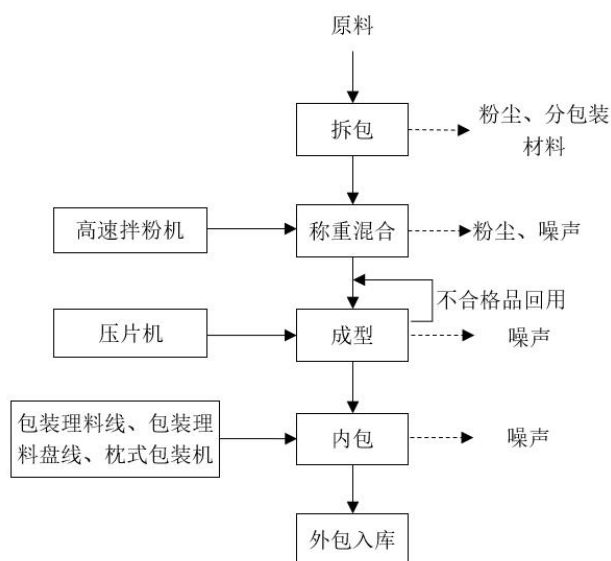 原料
拆包
粉尘、分包装
材料
高速拌粉机
称重混合
粉尘、噪声
不合格品回用
压片机
成型
噪声
包装理料线、包装理
料盘线、枕式包装机
内包
噪声
外包入库